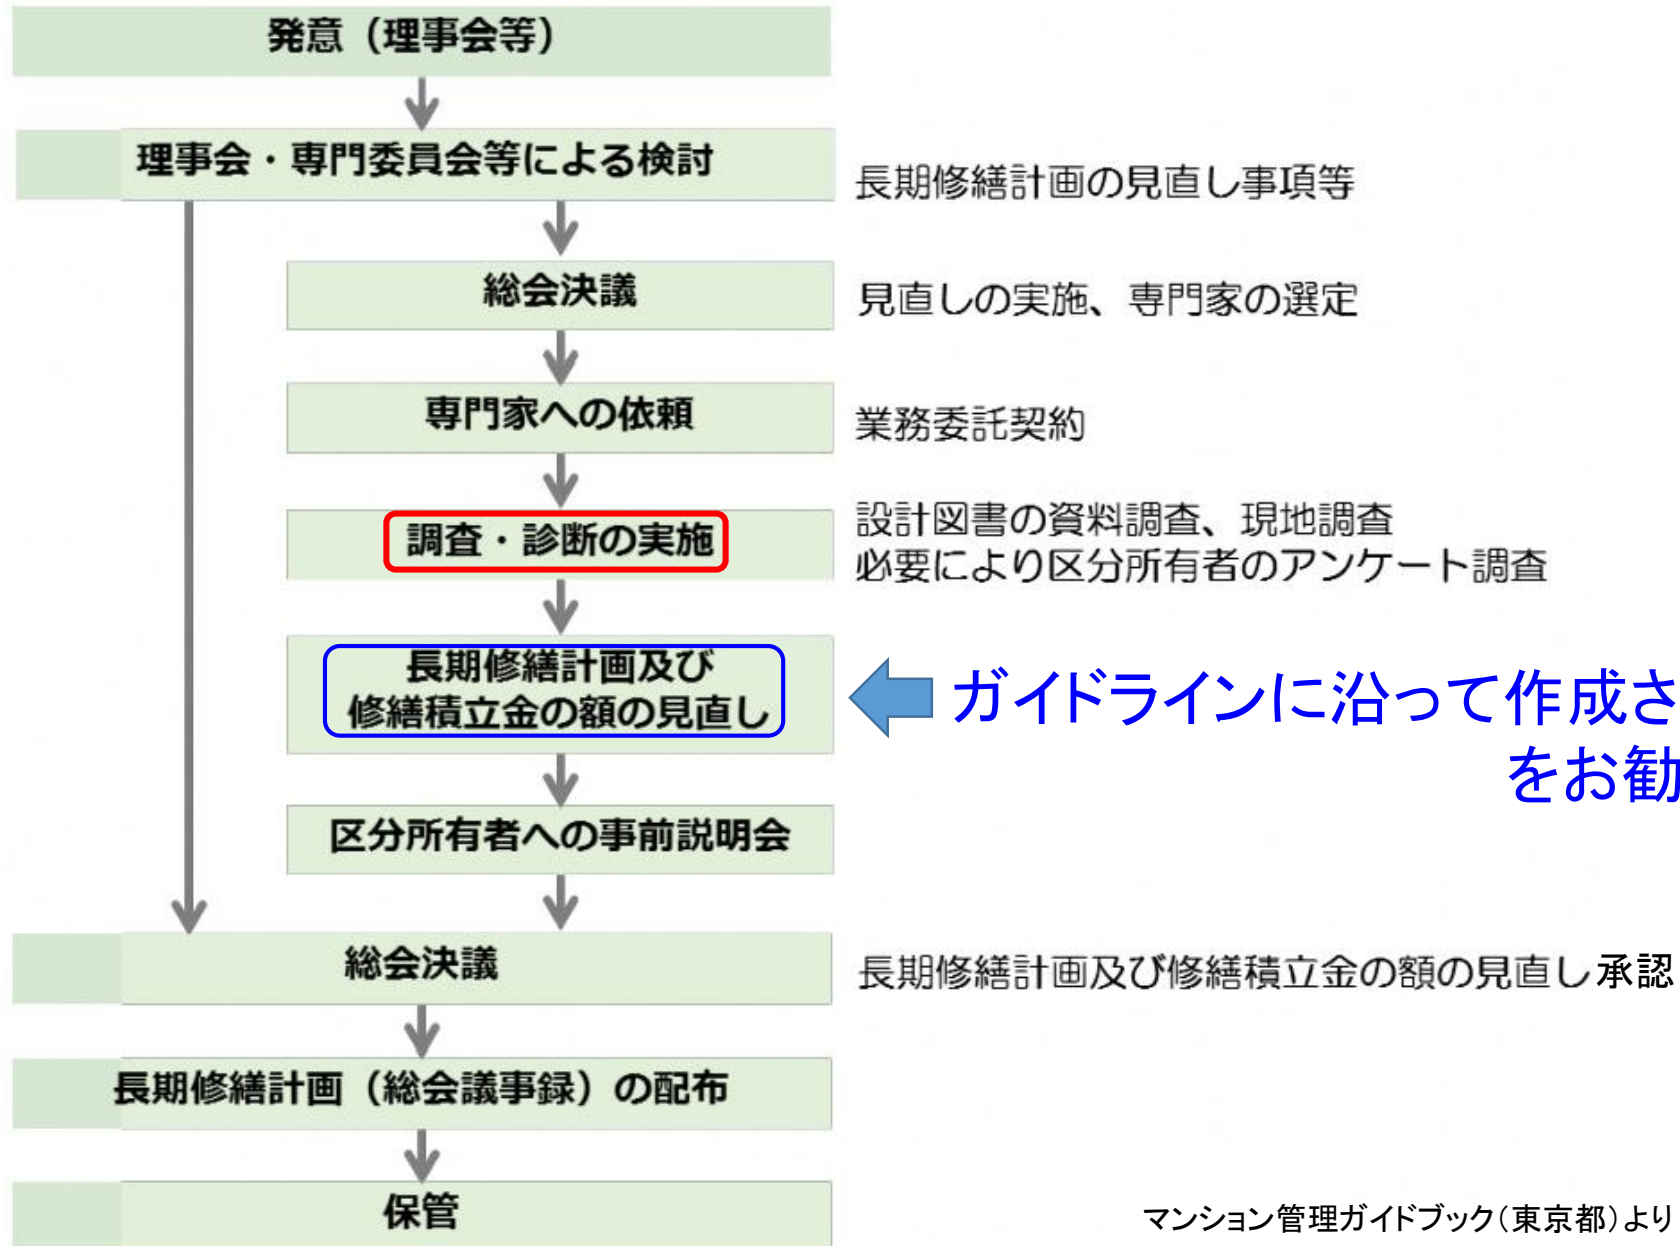 発意（理事会等）
理事会・専門委員会等による検討
長期修繕計画の見直し事項等
総会決議
見直しの実施、専門家の選定
専門家への依頼
業務委託契約
調査・診断の実施
設計図書の資料調査、現地調査
必要により区分所有者のアンケート調査
長期修繕計画及び
修繕積立金の額の見直し
ガイドラインに沿って作成さ
をお勧
区分所有者への事前説明会
総会決議
長期修繕計画及び修繕積立金の額の見直し承認
長期修繕計画（総会議事録）の配布
保管
マンション管理ガイドブック（東京都）より